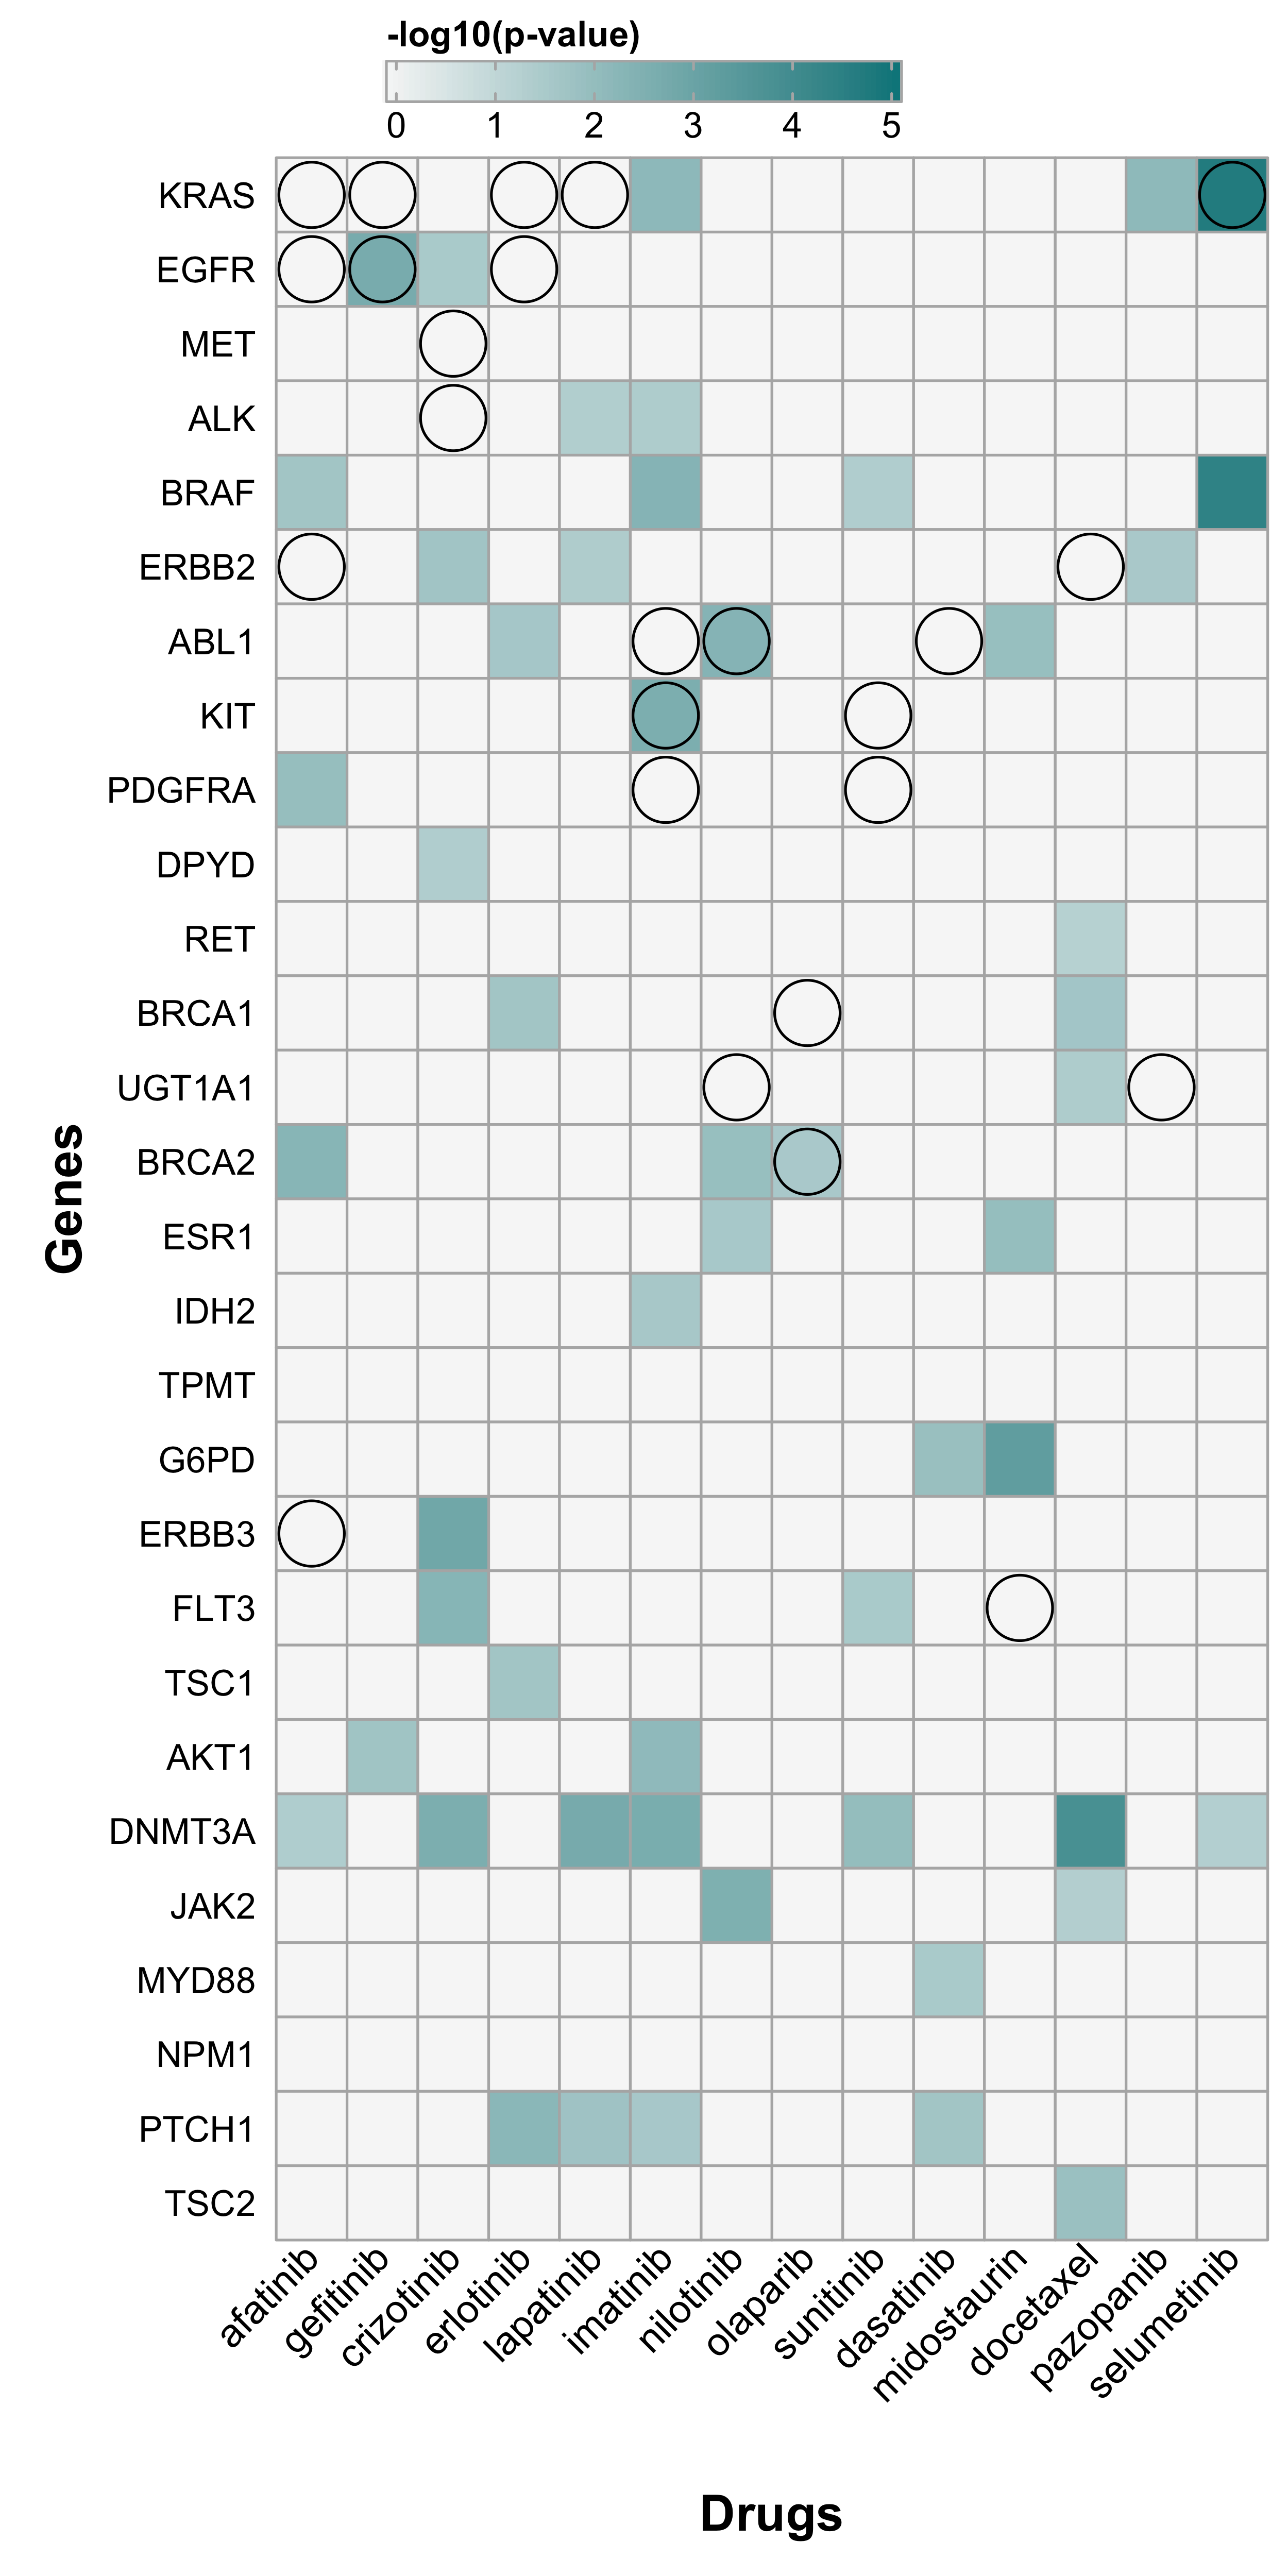 -log10(p-value)
0 1 2 3 4 5
KRAS
EGFR
MET
ALK
BRAF
ERBB2
ABL1
KIT
PDGFRA
DPYD
RET
BRCA1
UGT1A1
BRCA2
ESR1
IDH2
TPMT
G6PD
ERBB3
FLT3
TSC1
AKT1
DNMT3A
JAK2
MYD88
NPM1
PTCH1
TSC2
Genes
afatinib
gefitinib
crizotinib
erlotinib
lapatinib
imatinib
nilotinib
olaparib
sunitinib
dasatinib
midostaurin
docetaxel
pazopanib
selumetinib
Drugs